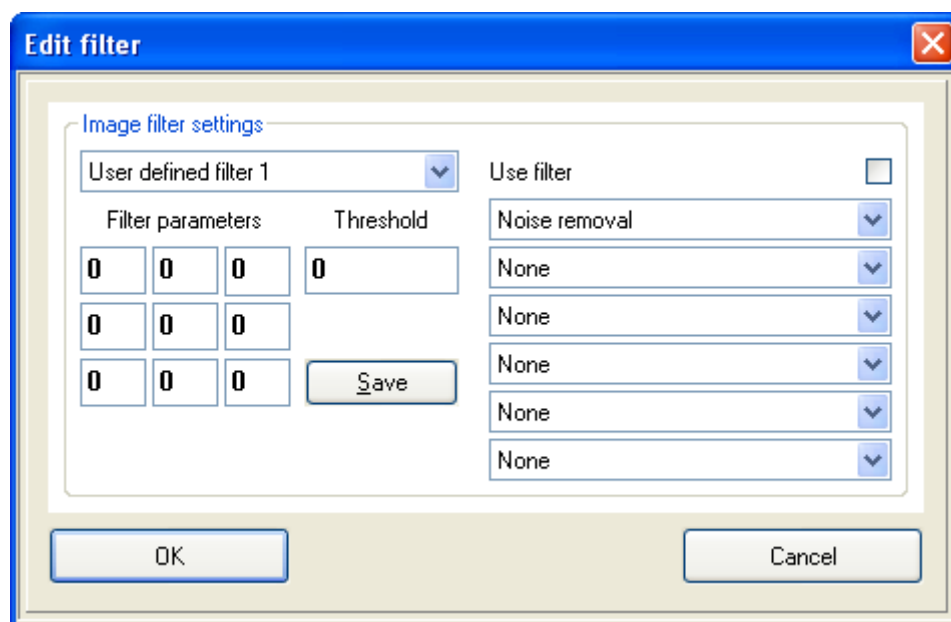 Edit filter
Image filter settings
User defined filter 1
Use filter
Filter parameters
Threshold
Noise removal
0 0 0
0
None
0 0 0
None
0 0 0
Save
None
None
None
OK
Cancel